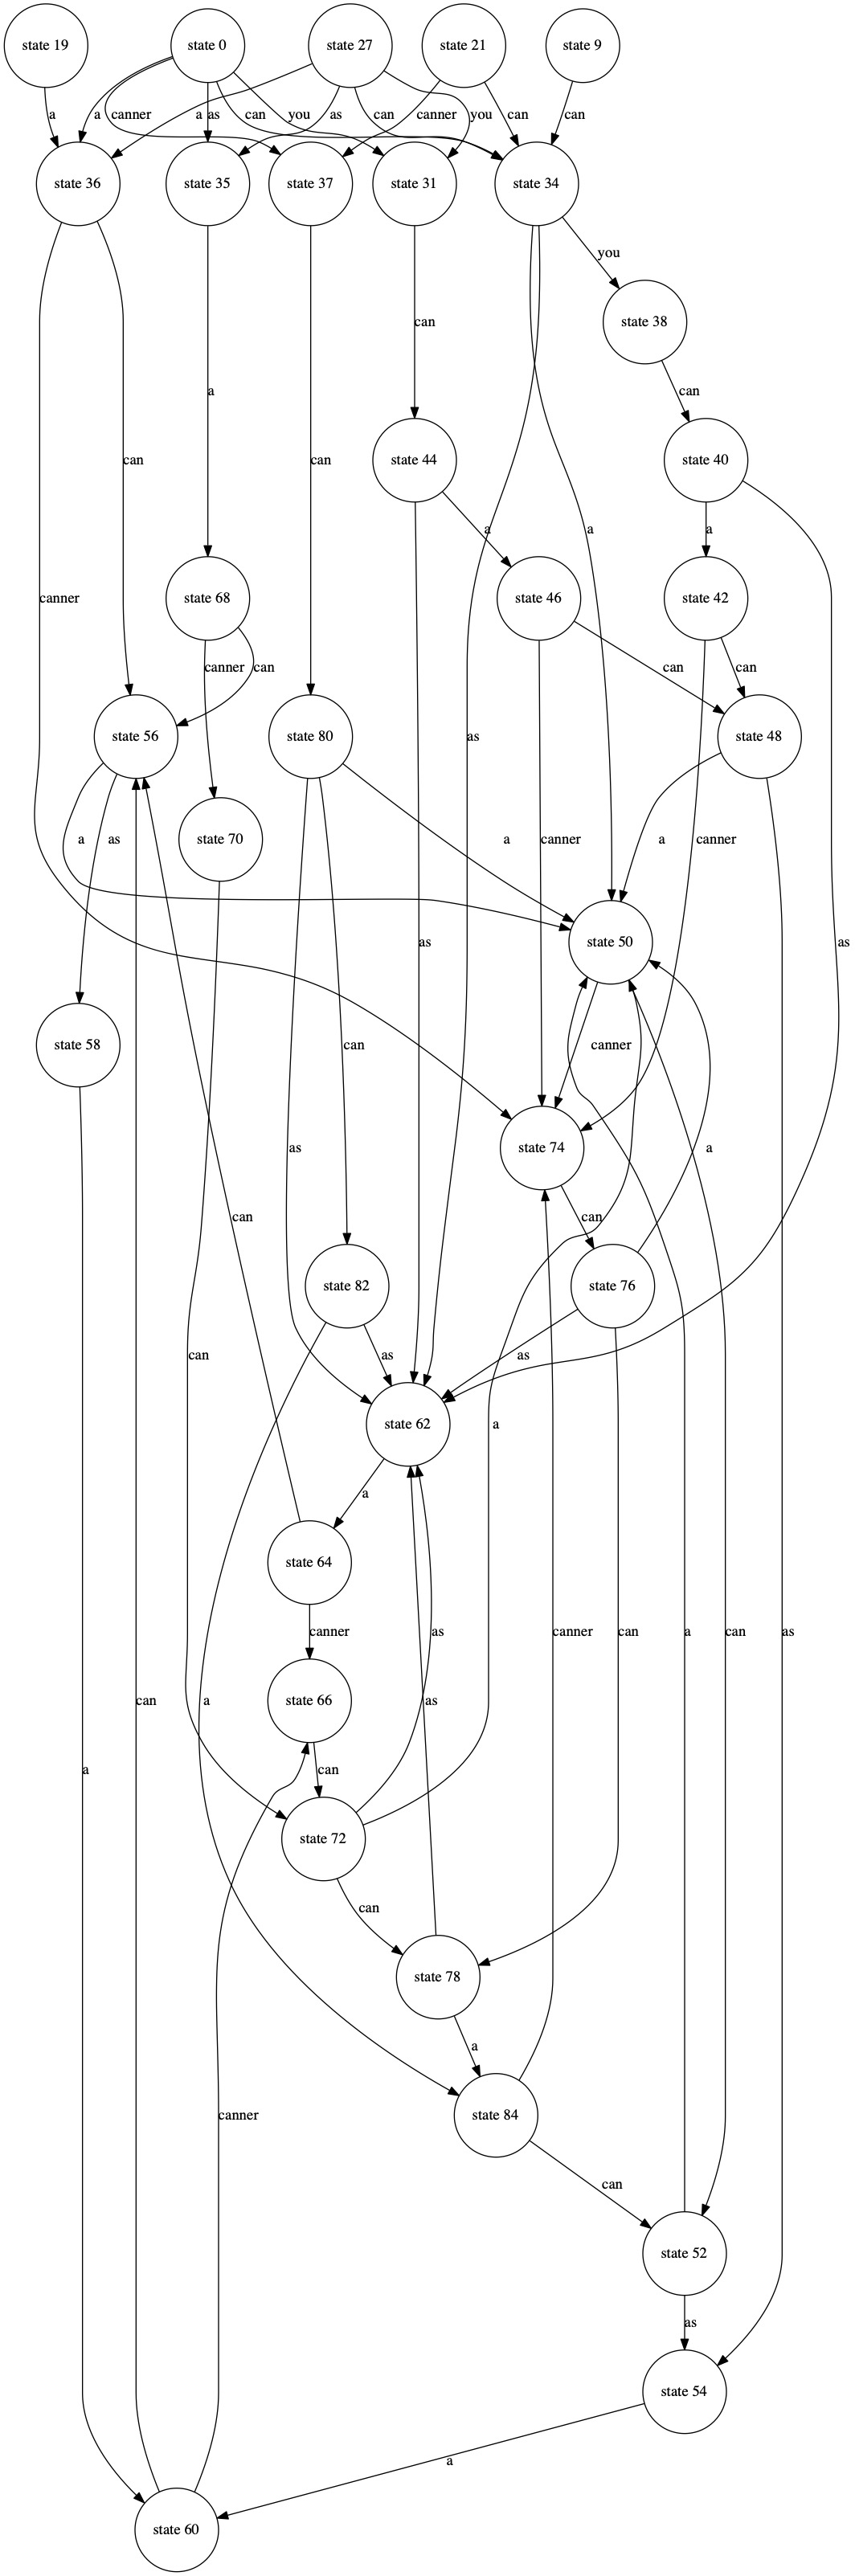 state 19 state 0 state 27 state 21 state 9
a a canner as can you a as can you canner can can
state 36 state 35 state 37 state 31 state 34
you
state 38
can
a can
state 44 state 40
can can
a a a
canner state 68 state 46 state 42
canner can can can
state 56 state 80 as state 48
a as state 70 a canner a canner
as state 50 as
state 58 can canner
as state 74 a
can can
state 82 state 76
can as as
state 62 a
a
state 64
canner can canner can a can as
state 66 as
can a as
a can
state 72
can
state 78
a
state 84
canner
can
state 52
as
state 54
a
state 60